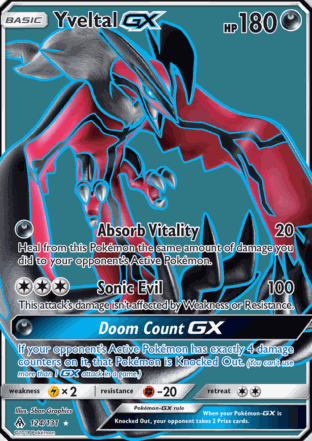 BASIC Yveltal GX HP 180
Absorb Vitality 20
Heal from this Pokémon the same amount of damage you
did to your opponent's Active Pokémon.
Sonic Evil 100
This attack's damage isn't affected by Weakness or Resistance.
Doom Count GX
If your opponent's Active Pokémon has exactly 4 damage
counters on it, that Pokémon is Knocked Out. (You can't use
more than 1 GX attack in a game.)
weakness ×2 resistance -20 retreat
Illus. 5ban Graphics
Pokémon-GX rule
When your Pokémon-GX is
Knocked Out, your opponent takes 2 Prize cards.
124/131